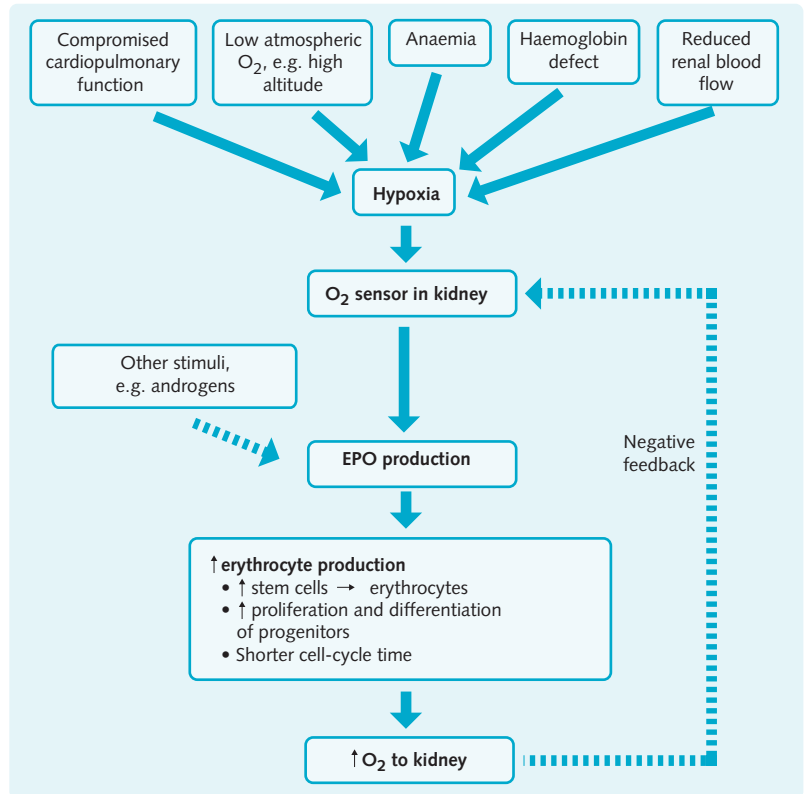 Compromised
cardiopulmonary
function
Low atmospheric
O2, e.g. high
altitude
Anaemia
Haemoglobin
defect
Reduced
renal blood
flow
Hypoxia
O2 sensor in kidney
Other stimuli,
e.g. androgens
EPO production
Negative
feedback
↑erythrocyte production
• ↑ stem cells → erythrocytes
• ↑ proliferation and differentiation
of progenitors
• Shorter cell-cycle time
↑O2 to kidney